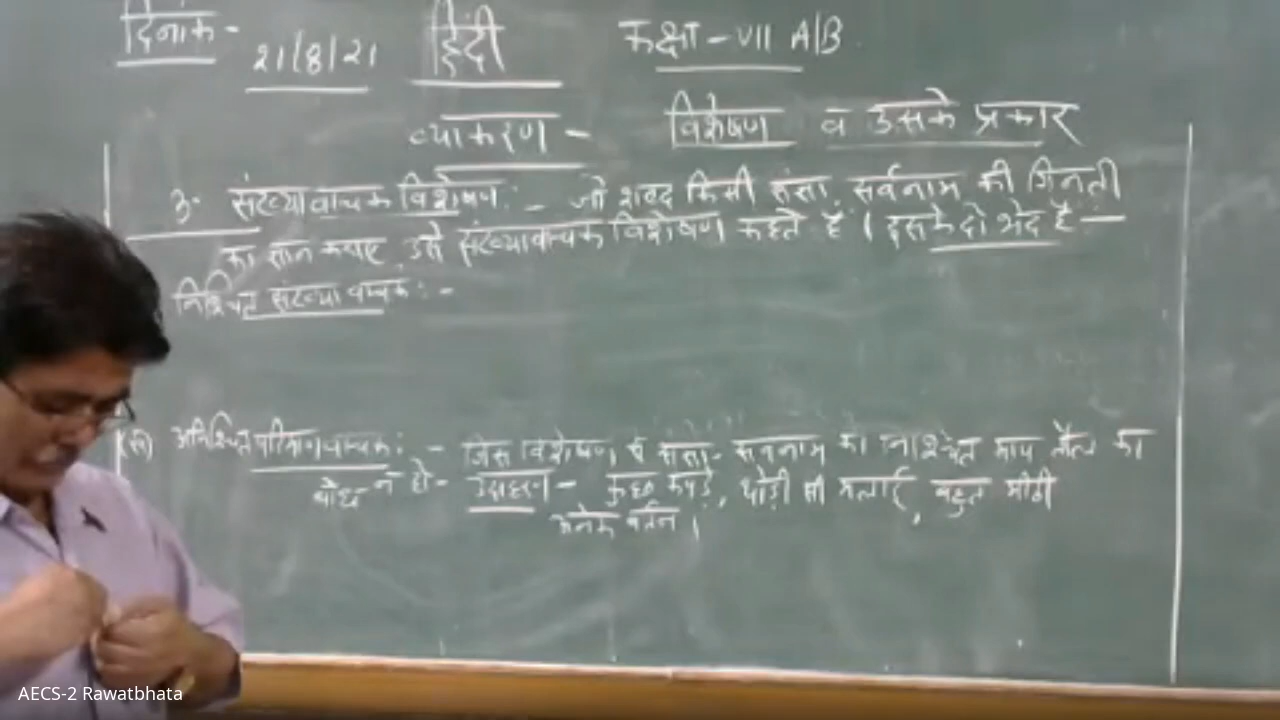 दिनांक- 21/8/21 हिंदी कक्षा - VII A/B
व्याकरण - विशेषण व उसके प्रकार
3. संख्यावाचक विशेषण: - जो शब्द किसी संज्ञा, सर्वनाम की गिनती
का ज्ञान कराए, उसे संख्यावाचक विशेषण कहते हैं। इसके दो भेद हैं -
निश्चित संख्या वाचक: -
अनिश्चित परिमाणवाचक: - जिस विशेषण से संज्ञा- सर्वनाम का निश्चित माप तौल का
बोध न हो- उदाहरण - कुछ कपड़े, थोड़ी सी मलाई, बहुत
अनेक बर्तन।
AECS-2 Rawatbhata